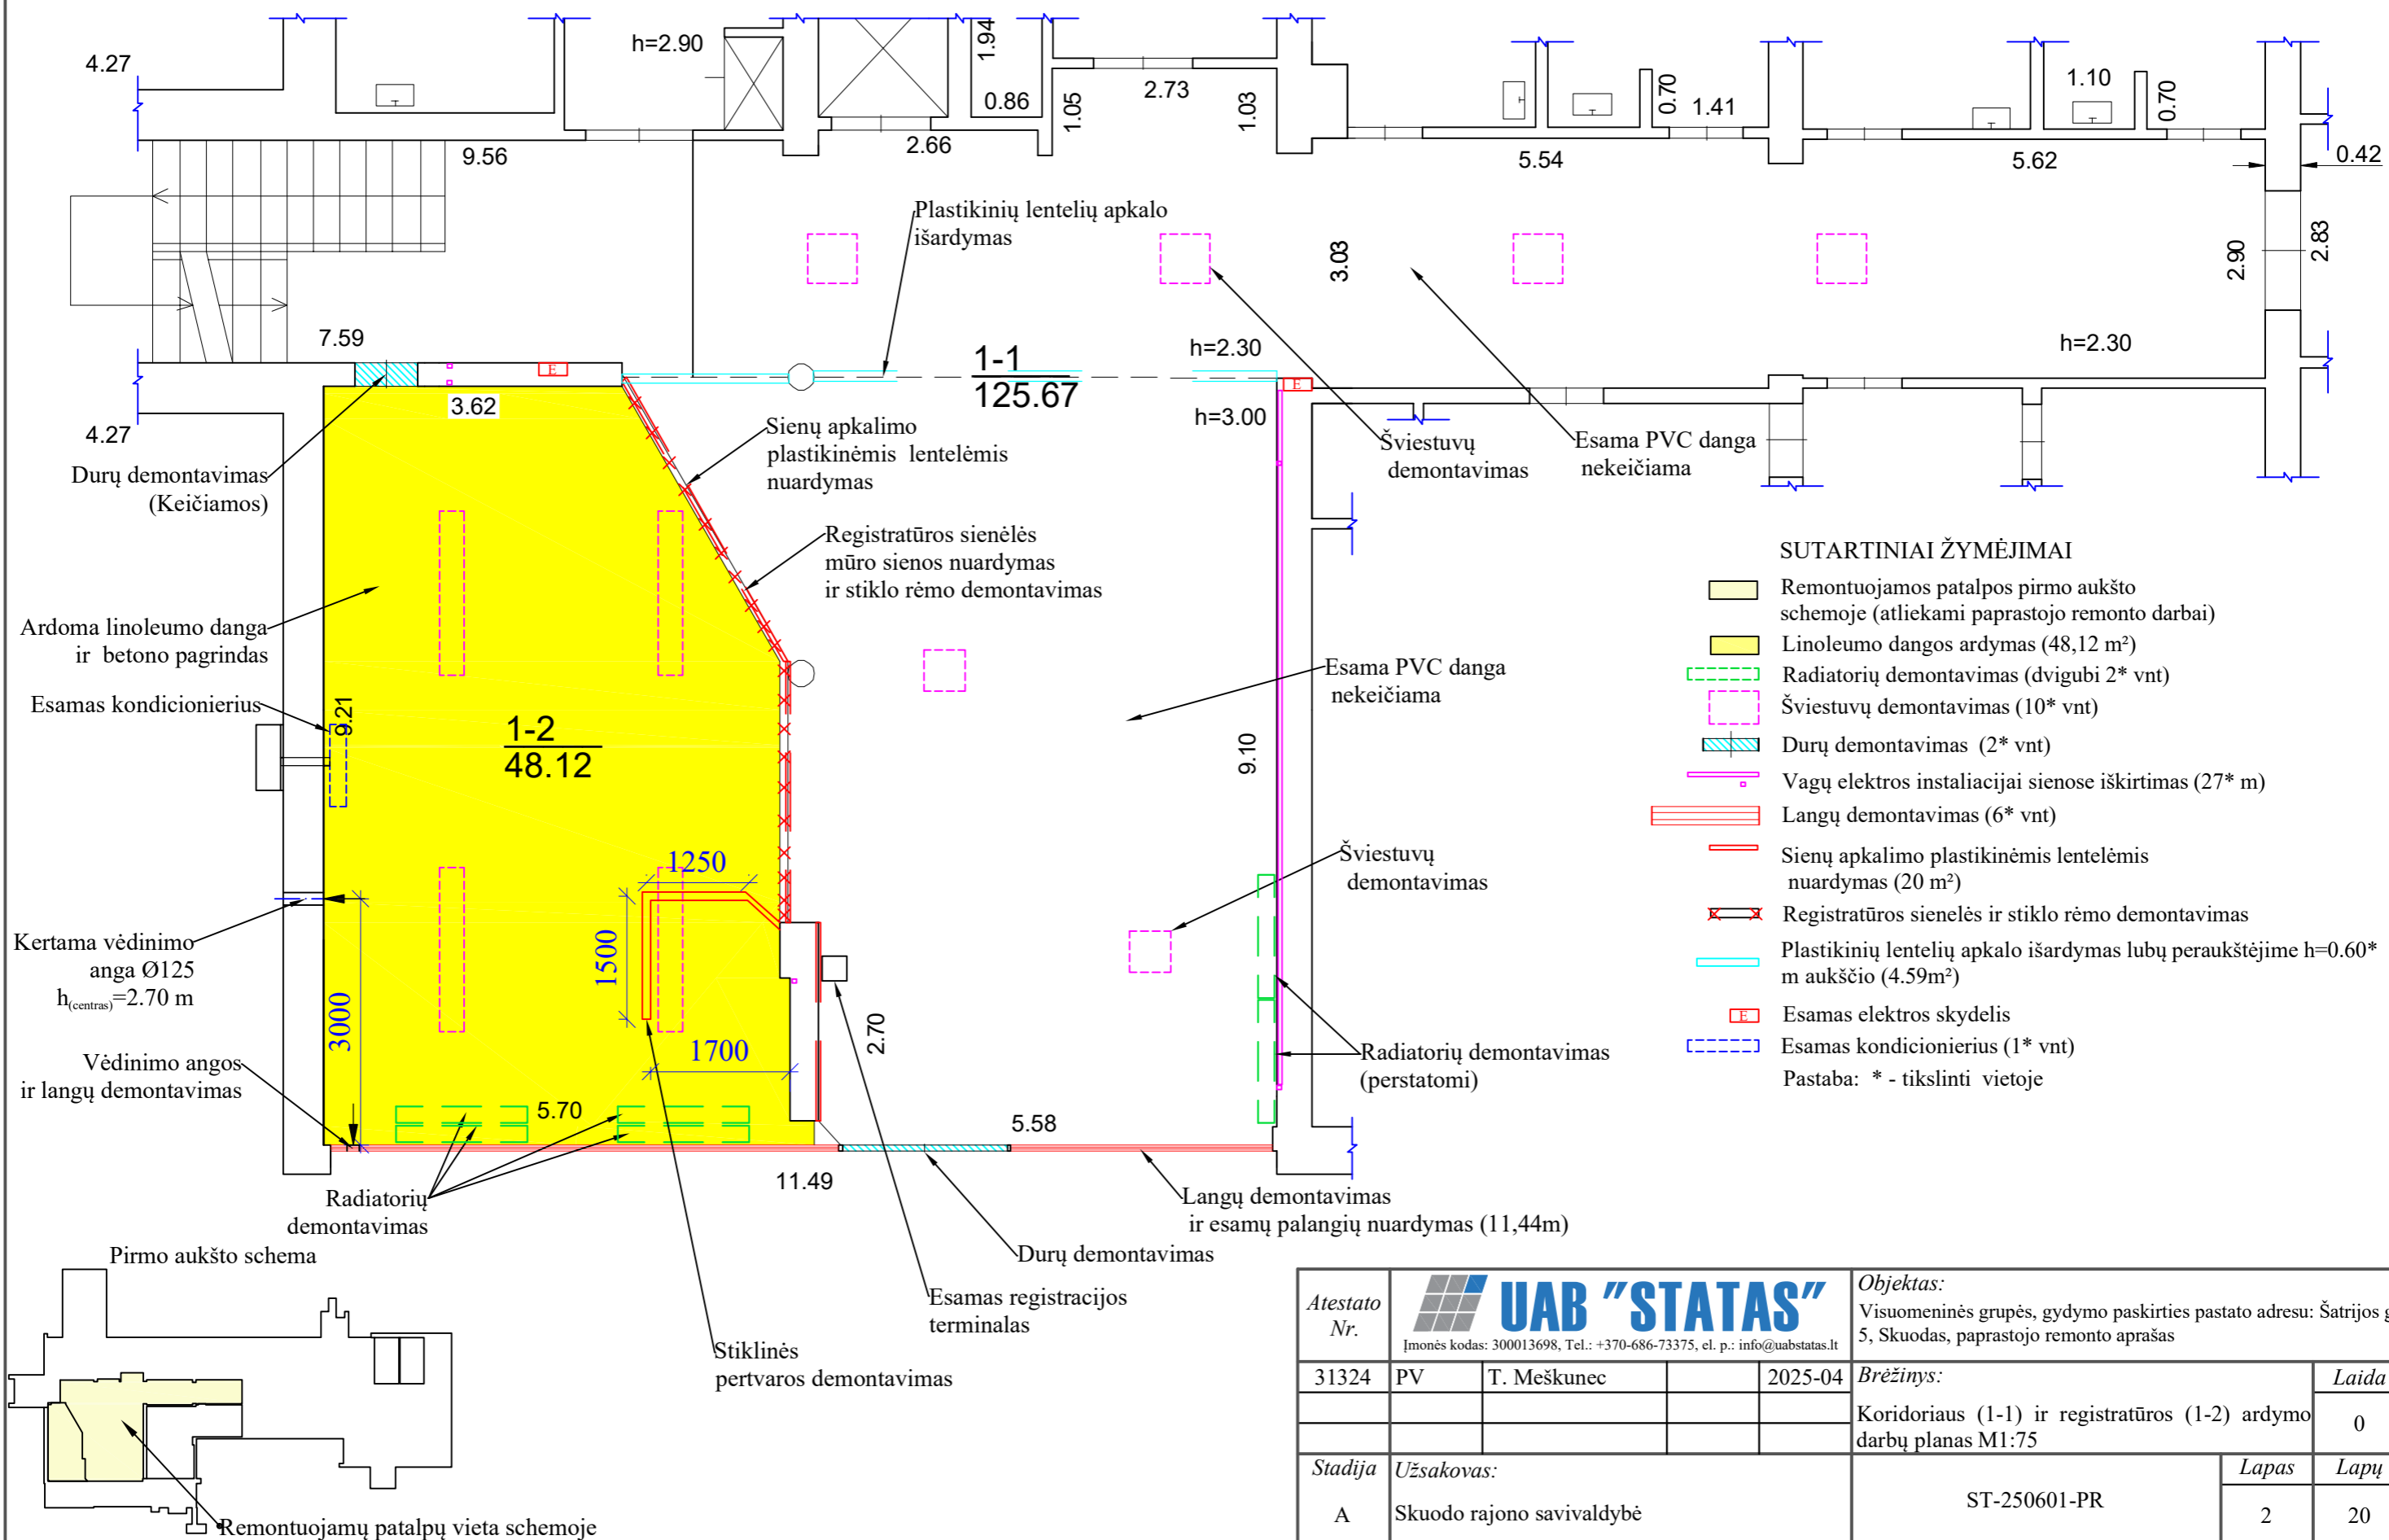 4.27
h=2.90
1.94
0.86
1.05
2.73
1.03
0.70
1.41
1.10
0.70
9.56
2.66
5.54
5.62
0.42
Plastikinių lentelių apkalo
išardymas
3.03
2.90
2.83
7.59
1-1
125.67
h=2.30
h=2.30
E
E
3.62
h=3.00
4.27
Durų demontavimas
(Keičiamos)
Sienų apkalimo
plastikinėmis lentelėmis
nuardymas
Šviestuvų
demontavimas
Esama PVC danga
nekeičiama
Registratūros sienėlės
mūro sienos nuardymas
ir stiklo rėmo demontavimas
Ardoma linoleumo danga
ir betono pagrindas
Esamas kondicionierius
9.21
1-2
48.12
Esama PVC danga
nekeičiama
9.10
1250
1500
1700
3000
Šviestuvų
demontavimas
Kertama vėdinimo
anga Ø125
h(centras)=2.70 m
2.70
Vėdinimo angos
ir langų demontavimas
Radiatorių demontavimas
(perstatomi)
5.70
5.58
11.49
Radiatorių
demontavimas
Langų demontavimas
ir esamų palangių nuardymas (11,44m)
Durų demontavimas
Esamas registracijos
terminalas
Stiklinės
pertvaros demontavimas
SUTARTINIAI ŽYMĖJIMAI
Remontuojamos patalpos pirmo aukšto
schemoje (atliekami paprastojo remonto darbai)
Linoleumo dangos ardymas (48,12 m²)
Radiatorių demontavimas (dvigubi 2* vnt)
Šviestuvų demontavimas (10* vnt)
Durų demontavimas (2* vnt)
Vagų elektros instaliacijai sienose iškirtimas (27* m)
Langų demontavimas (6* vnt)
Sienų apkalimo plastikinėmis lentelėmis
nuardymas (20 m²)
Registratūros sienelės ir stiklo rėmo demontavimas
Plastikinių lentelių apkalo išardymas lubų peraukštėjime h=0.60*
m aukščio (4.59m²)
E
Esamas elektros skydelis
Esamas kondicionierius (1* vnt)
Pastaba: * - tikslinti vietoje
Pirmo aukšto schema
Remontuojamų patalpų vieta schemoje
Atestato
Nr.
UAB "STATAS"
Įmonės kodas: 300013698, Tel.: +370-686-73375, el. p.: info@uabstatas.lt
Objektas:
Visuomeninės grupės, gydymo paskirties pastato adresu: Šatrijos g
5, Skuodas, paprastojo remonto aprašas
31324 PV T. Meškunec 2025-04
Brėžinys:
Laida
Koridoriaus (1-1) ir registratūros (1-2) ardymo
darbų planas M1:75
0
Stadija
A
Užsakovas:
Skuodo rajono savivaldybė
ST-250601-PR
Lapas
Lapų
2
20